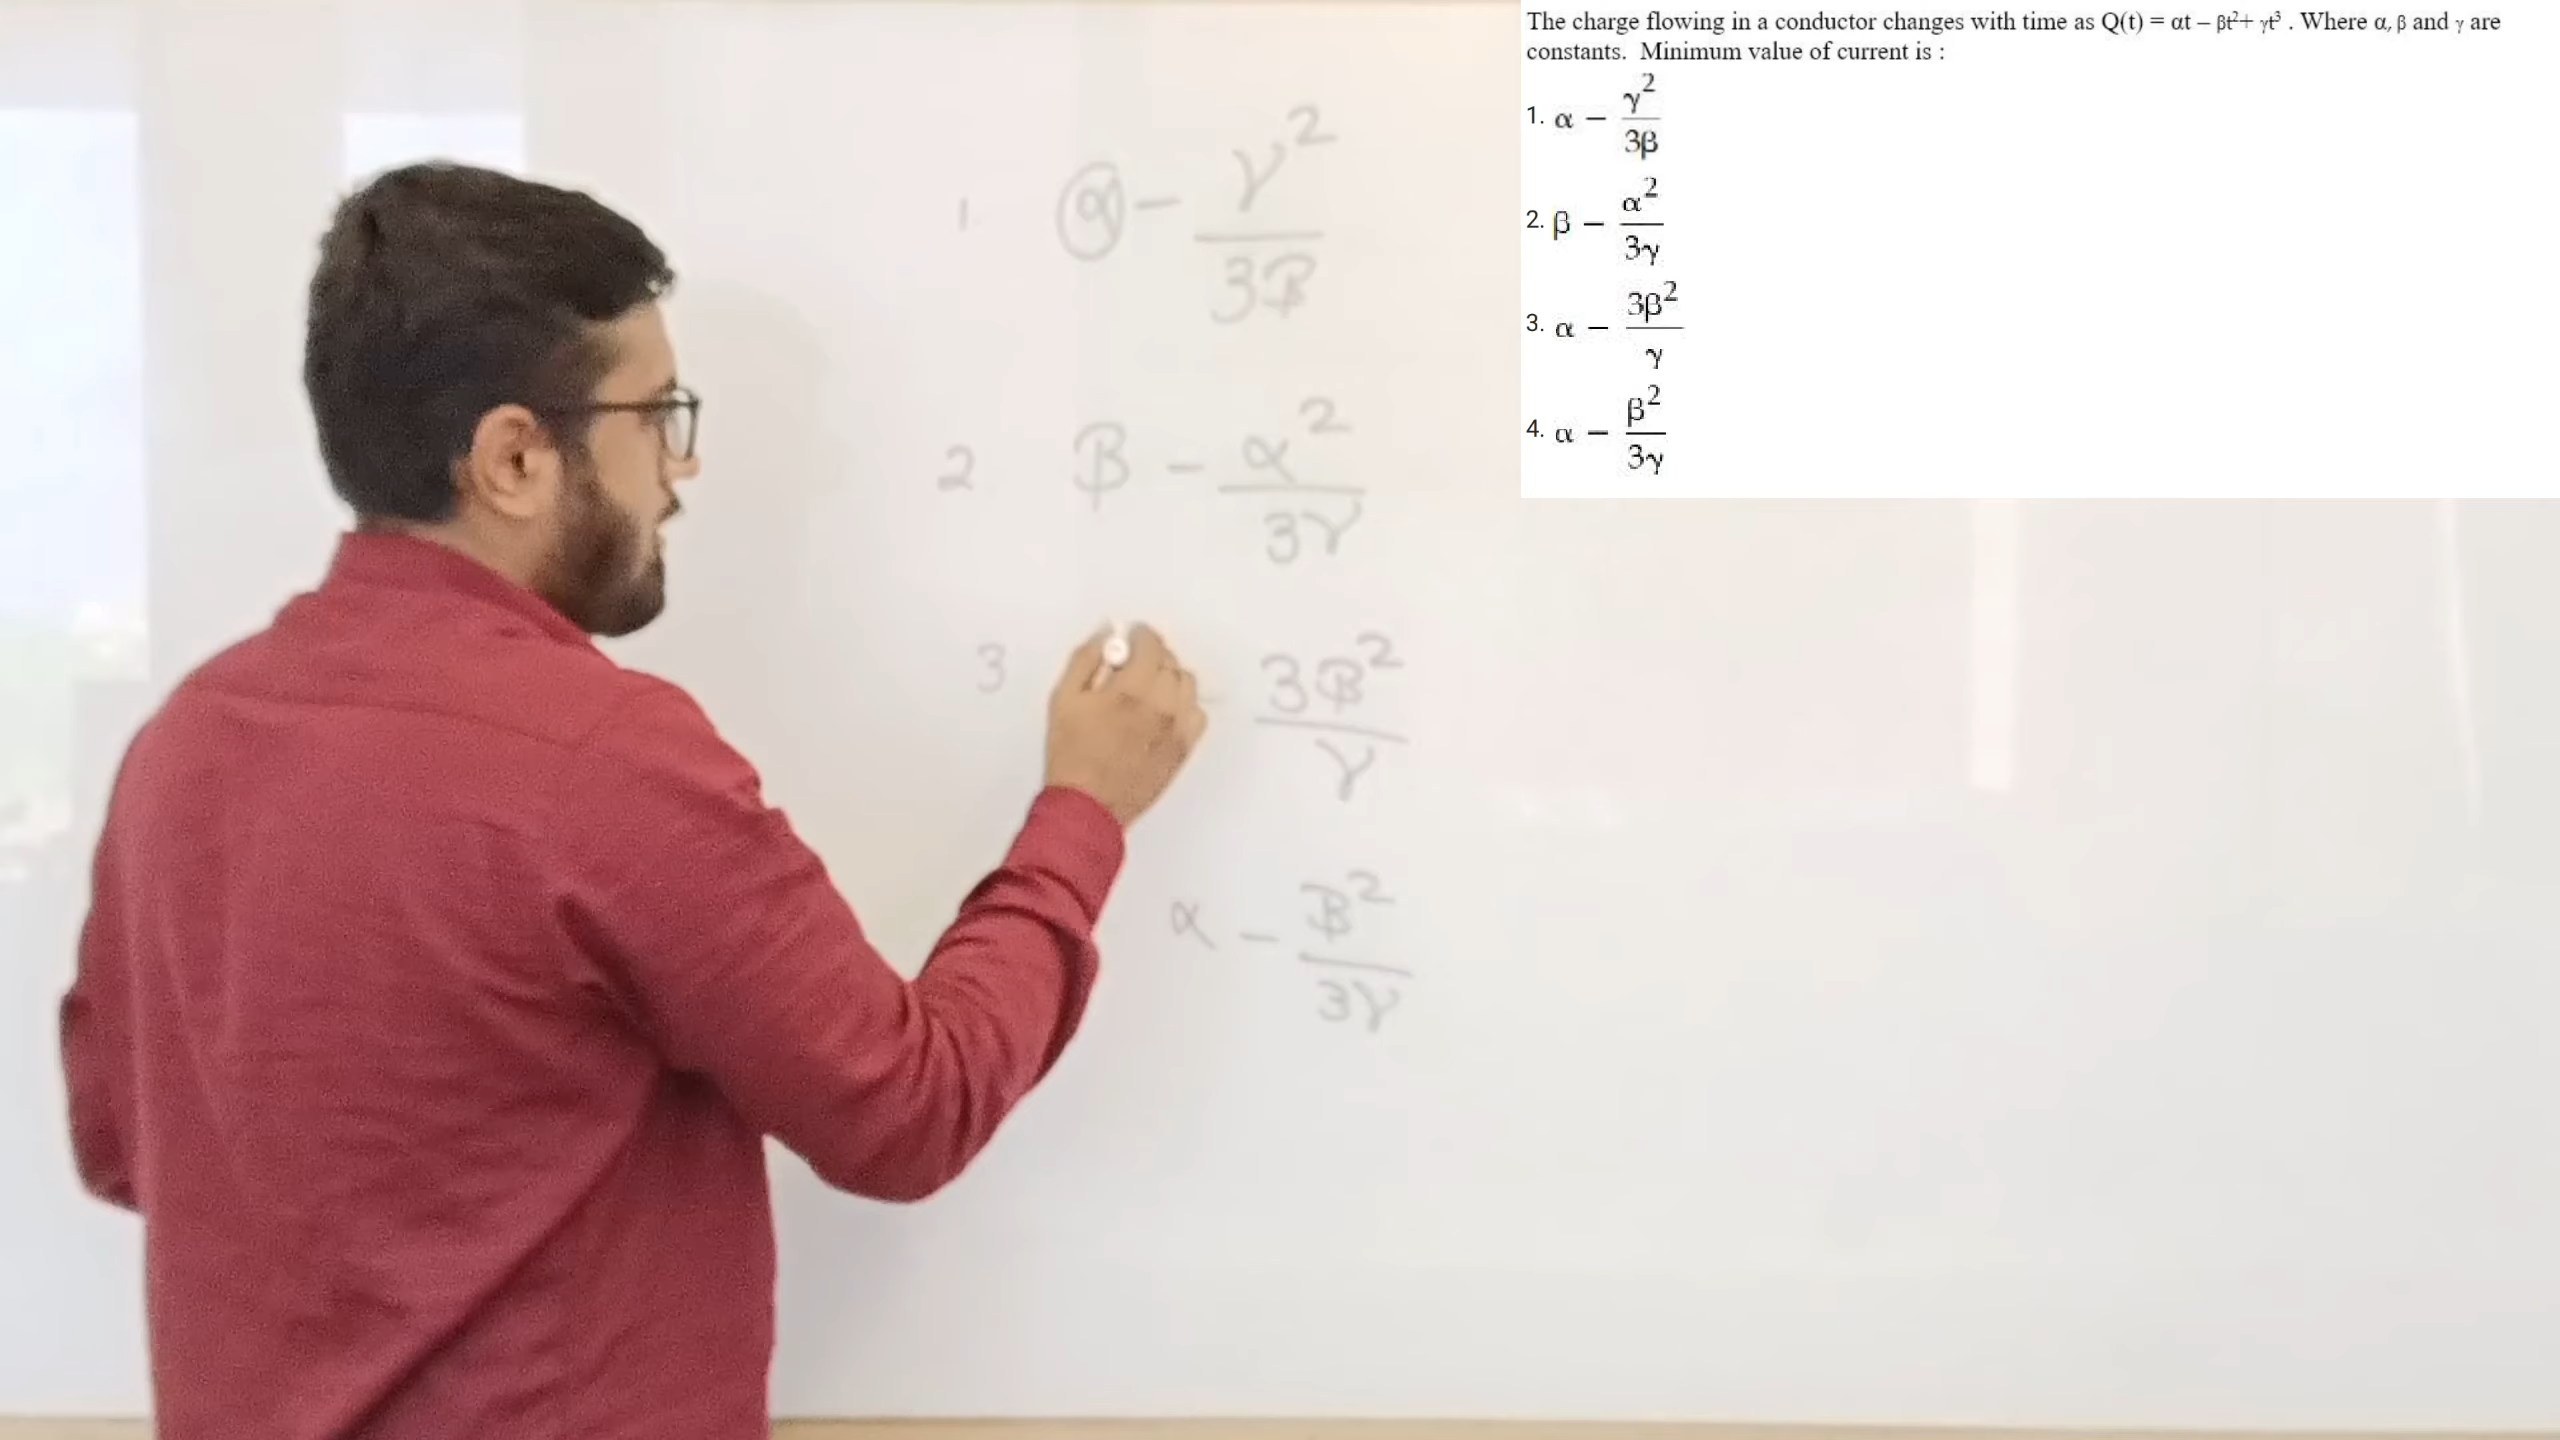 The charge flowing in a conductor changes with time as Q(t) = αt – βt²+ γt³ . Where α, β and γ are
constants. Minimum value of current is :
1. α − γ²/3β
2. β − α²/3γ
3. α − 3β²/γ
4. α − β²/3γ
1 α − γ²/3β
2 β − α²/3γ
3 − 3β²/γ
α − β²/3γ